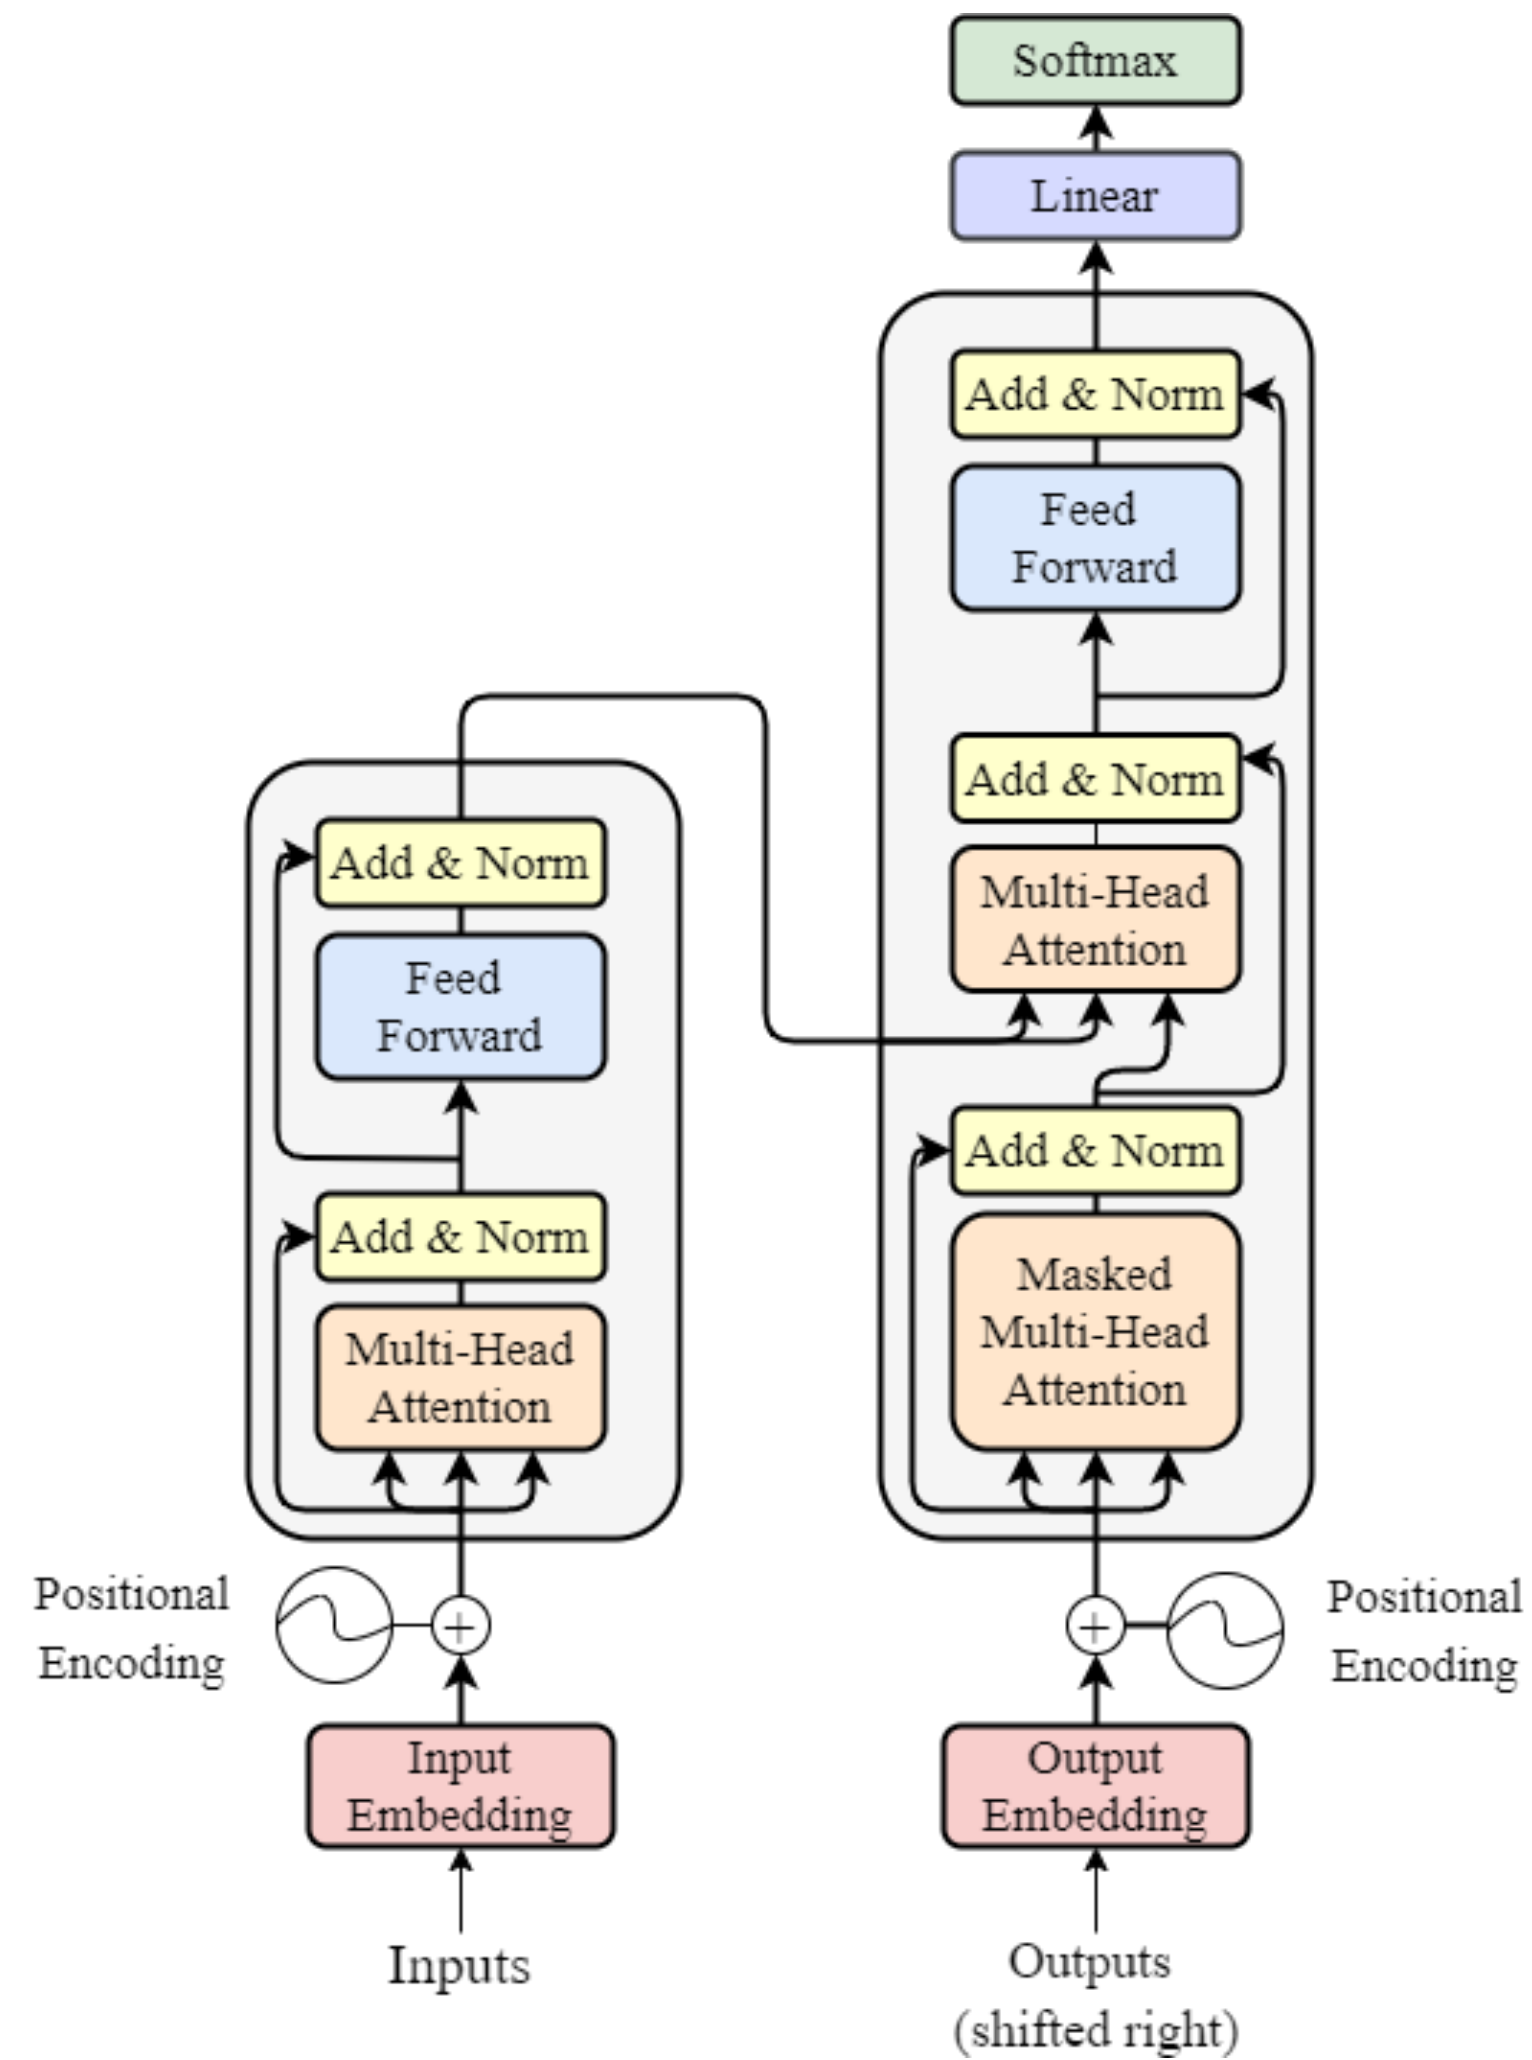 Softmax
Linear
Add & Norm
Feed
Forward
Add & Norm
Multi-Head
Attention
Add & Norm
Masked
Multi-Head
Attention
Add & Norm
Feed
Forward
Add & Norm
Multi-Head
Attention
Positional
Encoding
+
+
Positional
Encoding
Input
Embedding
Output
Embedding
Inputs
Outputs
(shifted right)